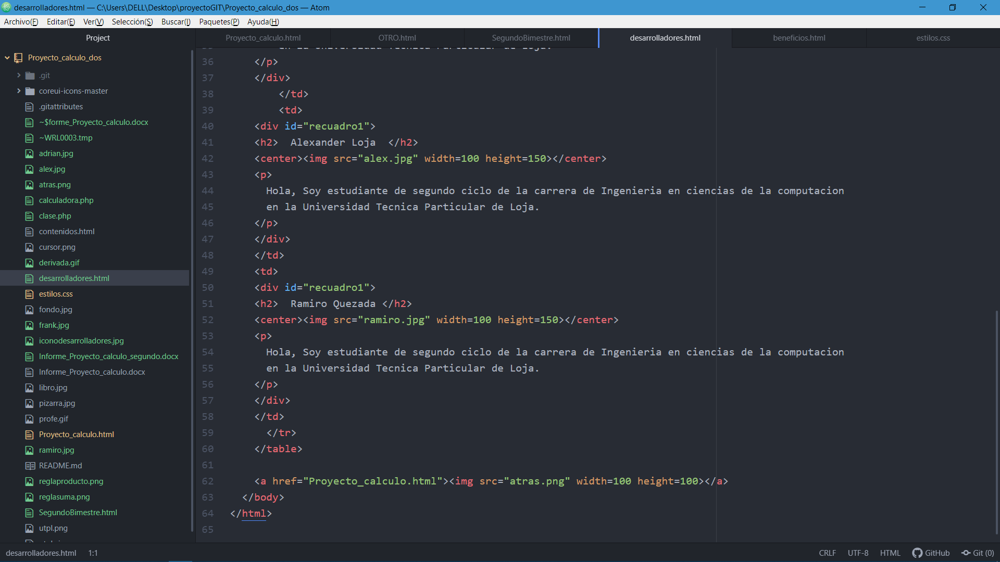 desarrolladores.html — C:\Users\DELL\Desktop\proyectoGIT\Proyecto_calculo_dos — Atom
Archivo(F) Editar(E) Ver(V) Selección(S) Buscar(I) Paquetes(P) Ayuda(H)
Project
Proyecto_calculo_dos
.git
coreui-icons-master
.gitattributes
~$forme_Proyecto_calculo.docx
~WRL0003.tmp
adrian.jpg
alex.jpg
atras.png
calculadora.php
clase.php
contenidos.html
cursor.png
derivada.gif
desarrolladores.html
estilos.css
fondo.jpg
frank.jpg
iconodesarrolladores.jpg
Informe_Proyecto_calculo_segundo.docx
Informe_Proyecto_calculo.docx
libro.jpg
pizarra.jpg
profe.gif
Proyecto_calculo.html
ramiro.jpg
README.md
reglaproducto.png
reglasuma.png
SegundoBimestre.html
utpl.png
Proyecto_calculo.html OTRO.html SegundoBimestre.html desarrolladores.html beneficios.html estilos.css
35 en la Universidad Tecnica Particular de Loja.
36 </p>
37 </div>
38 </td>
39 <td>
40 <div id="recuadro1">
41 <h2>  Alexander Loja  </h2>
42 <center><img src="alex.jpg" width=100 height=150></center>
43 <p>
44 Hola, Soy estudiante de segundo ciclo de la carrera de Ingenieria en ciencias de la computacion
45 en la Universidad Tecnica Particular de Loja.
46 </p>
47 </div>
48 </td>
49 <td>
50 <div id="recuadro1">
51 <h2>  Ramiro Quezada </h2>
52 <center><img src="ramiro.jpg" width=100 height=150></center>
53 <p>
54 Hola, Soy estudiante de segundo ciclo de la carrera de Ingenieria en ciencias de la computacion
55 en la Universidad Tecnica Particular de Loja.
56 </p>
57 </div>
58 </td>
59 </tr>
60 </table>
61
62 <a href="Proyecto_calculo.html"><img src="atras.png" width=100 height=100></a>
63 </body>
64 </html>
65
desarrolladores.html 1:1 CRLF UTF-8 HTML GitHub Git (0)